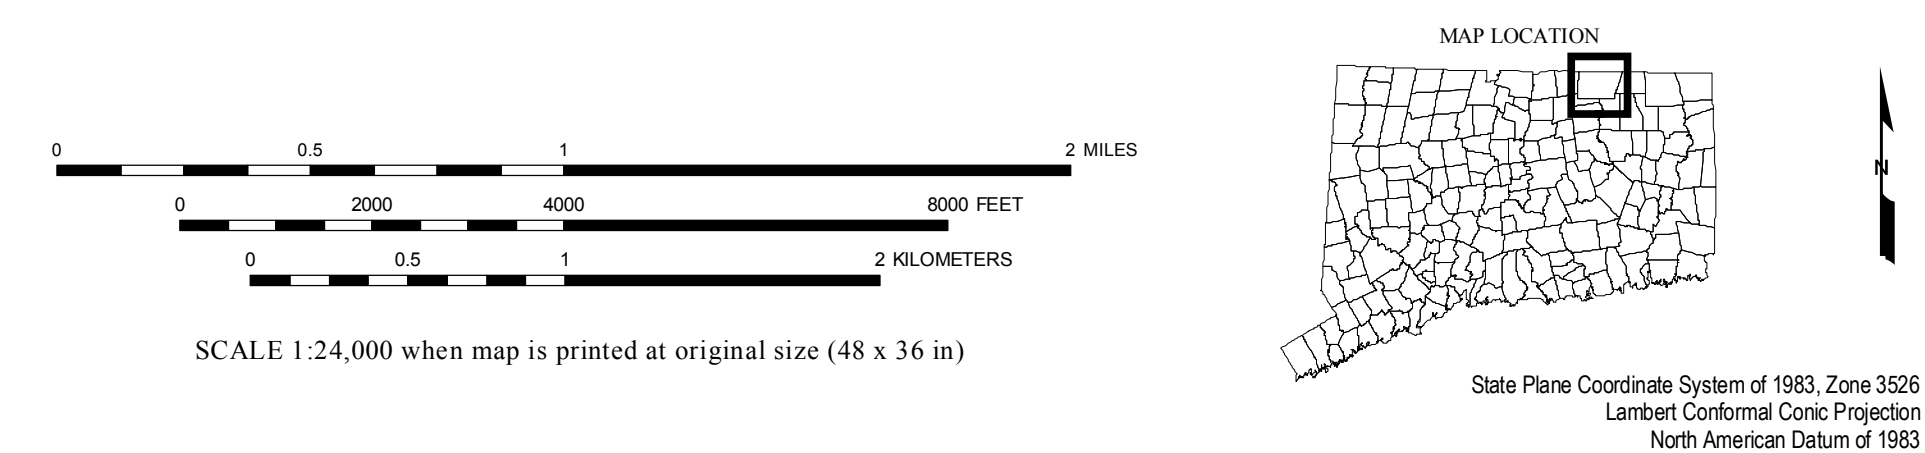 MAP LOCATION
0 0.5 1 2 MILES
0 2000 4000 8000 FEET
0 0.5 1 2 KILOMETERS
N
SCALE 1:24,000 when map is printed at original size (48 x 36 in)
State Plane Coordinate System of 1983, Zone 3526
Lambert Conformal Conic Projection
North American Datum of 1983